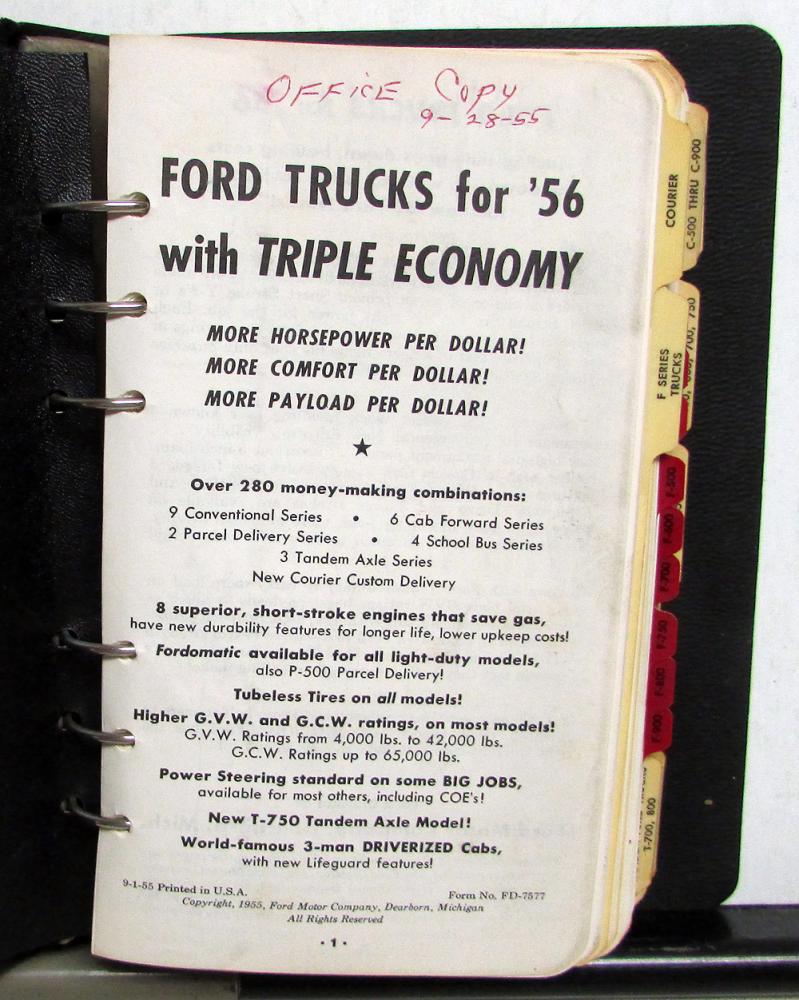 OFFICE COPY
9-28-55
FORD TRUCKS for '56
with TRIPLE ECONOMY
MORE HORSEPOWER PER DOLLAR!
MORE COMFORT PER DOLLAR!
MORE PAYLOAD PER DOLLAR!
★
Over 280 money-making combinations:
9 Conventional Series • 6 Cab Forward Series
2 Parcel Delivery Series • 4 School Bus Series
3 Tandem Axle Series
New Courier Custom Delivery
8 superior, short-stroke engines that save gas,
have new durability features for longer life, lower upkeep costs!
Fordomatic available for all light-duty models,
also P-500 Parcel Delivery!
Tubeless Tires on all models!
Higher G.V.W. and G.C.W. ratings, on most models!
G.V.W. Ratings from 4,000 lbs. to 42,000 lbs.
G.C.W. Ratings up to 65,000 lbs.
Power Steering standard on some BIG JOBS,
available for most others, including COE's!
New T-750 Tandem Axle Model!
World-famous 3-man DRIVERIZED Cabs,
with new Lifeguard features!
9-1-55 Printed in U.S.A. Form No. FD-7577
Copyright, 1955, Ford Motor Company, Dearborn, Michigan
All Rights Reserved
• 1 •
COURIER
C-500 THRU C-900
F SERIES
TRUCKS
700, 750
F-500
F-600
F-700
F-750
F-800
F-900
T-700, 800